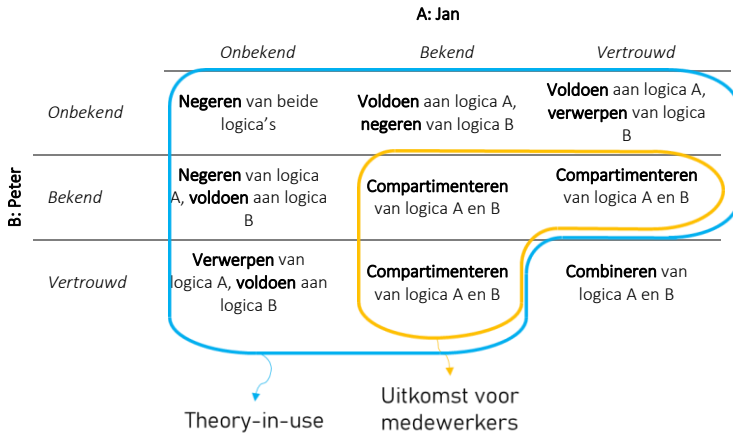 A: Jan
Onbekend
Bekend
Vertrouwd
B: Peter
Onbekend
Negeren van beide
logica's
Voldoen aan logica A,
negeren van logica B
Voldoen aan logica A,
verwerpen van logica
B
Bekend
Negeren van logica
A, voldoen aan logica
B
Compartimenteren
van logica A en B
Compartimenteren
van logica A en B
Vertrouwd
Verwerpen van
logica A, voldoen aan
logica B
Compartimenteren
van logica A en B
Combineren van
logica A en B
Theory-in-use
Uitkomst voor
medewerkers